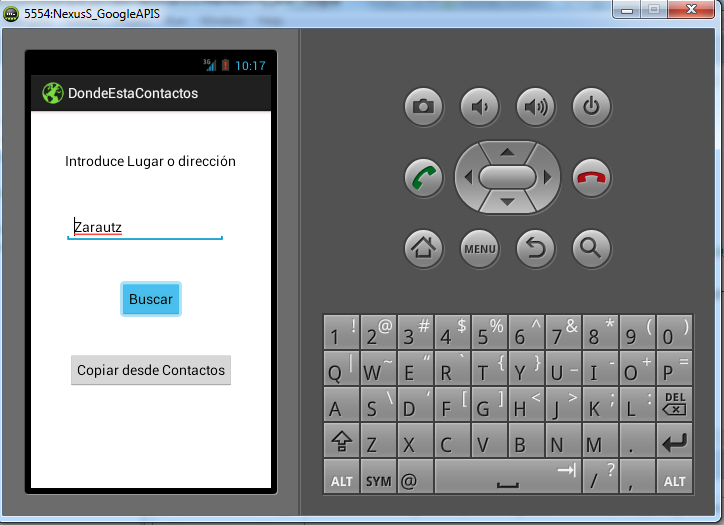 5554:NexusS_GoogleAPIS
3G 10:17
DondeEstaContactos
Introduce Lugar o dirección
Zarautz
Buscar
Copiar desde Contactos
MENU
1 ! 2 @ 3 # 4 $ 5 % 6 ^ 7 & 8 * 9 ( 0 )
Q | W ~ E “ R ` T { Y } U _ I - O + P =
A S \ D ‘ F [ G ] H < J > K ; L : DEL
Z X C V B N M .
ALT SYM @ / ? , ALT